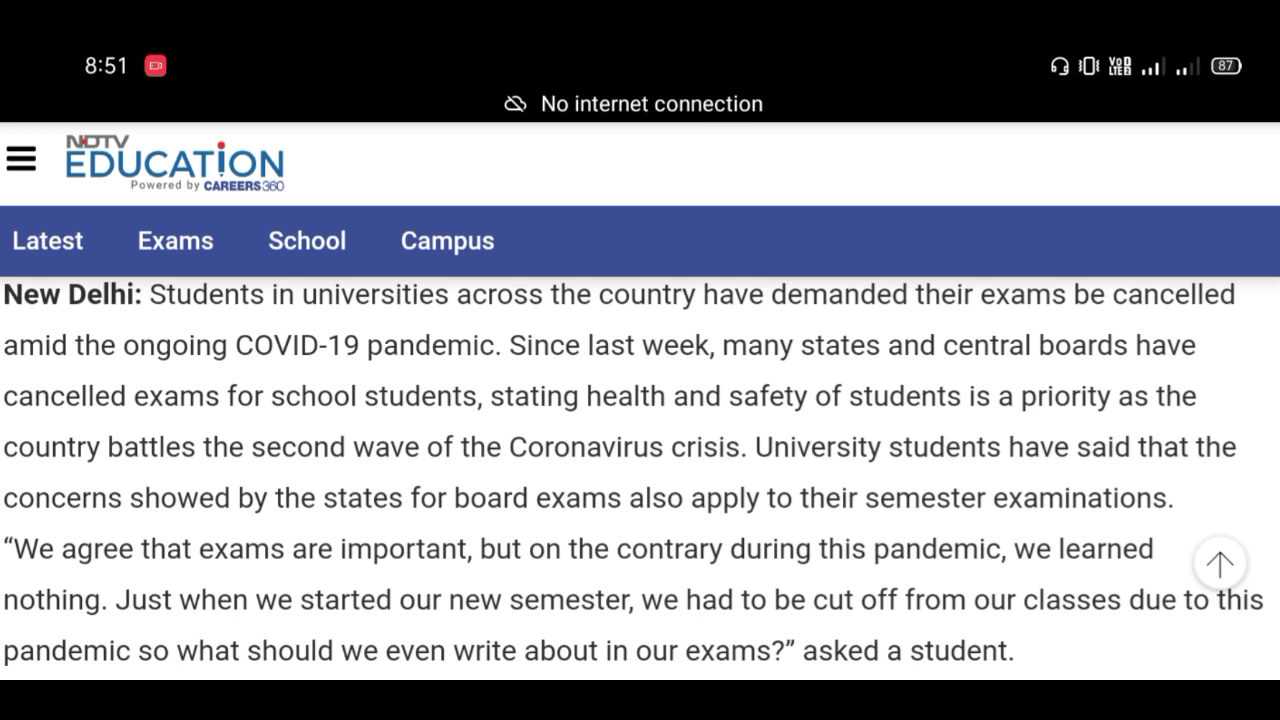 8:51
VoD LTE2
87
No internet connection
NDTV
EDUCATION
Powered by CAREERS360
Latest Exams School Campus
New Delhi: Students in universities across the country have demanded their exams be cancelled
amid the ongoing COVID-19 pandemic. Since last week, many states and central boards have
cancelled exams for school students, stating health and safety of students is a priority as the
country battles the second wave of the Coronavirus crisis. University students have said that the
concerns showed by the states for board exams also apply to their semester examinations.
“We agree that exams are important, but on the contrary during this pandemic, we learned
nothing. Just when we started our new semester, we had to be cut off from our classes due to this
pandemic so what should we even write about in our exams?” asked a student.